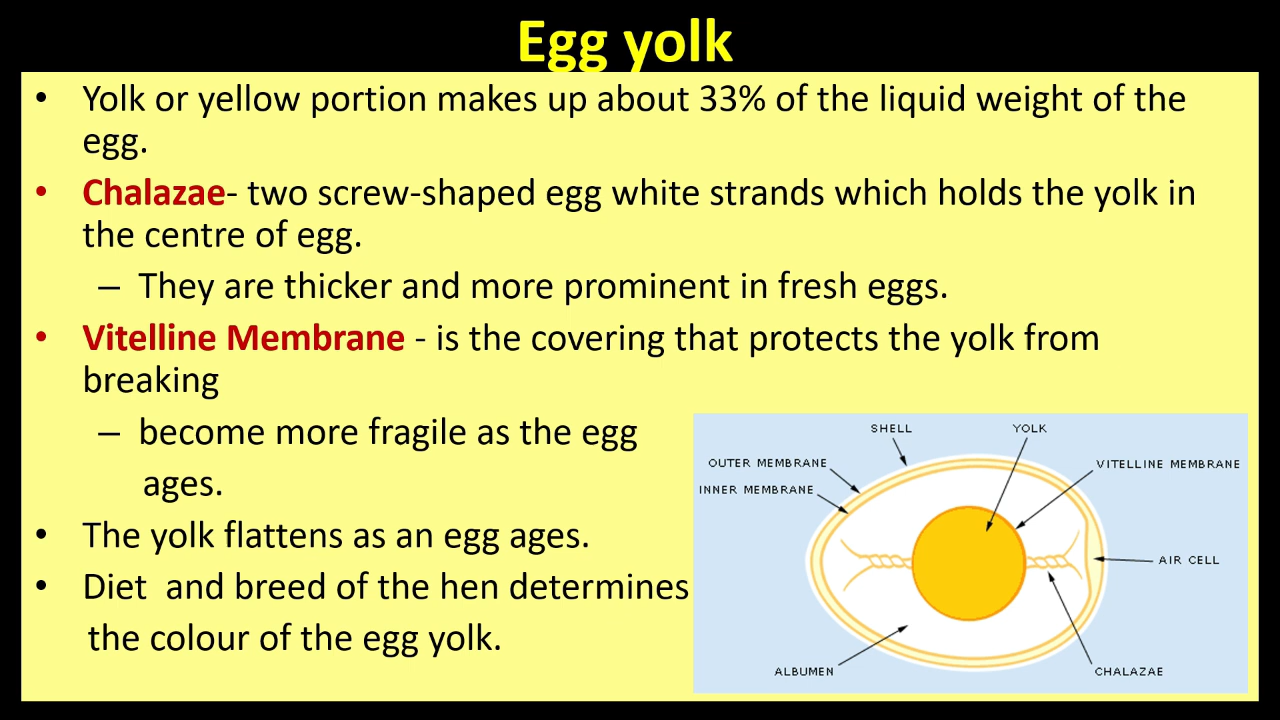 Egg yolk
• Yolk or yellow portion makes up about 33% of the liquid weight of the
egg.
• Chalazae- two screw-shaped egg white strands which holds the yolk in
the centre of egg.
– They are thicker and more prominent in fresh eggs.
• Vitelline Membrane - is the covering that protects the yolk from
breaking
– become more fragile as the egg
ages.
• The yolk flattens as an egg ages.
• Diet  and breed of the hen determines
the colour of the egg yolk.
SHELL
YOLK
OUTER MEMBRANE
VITELLINE MEMBRANE
INNER MEMBRANE
AIR CELL
ALBUMEN
CHALAZAE